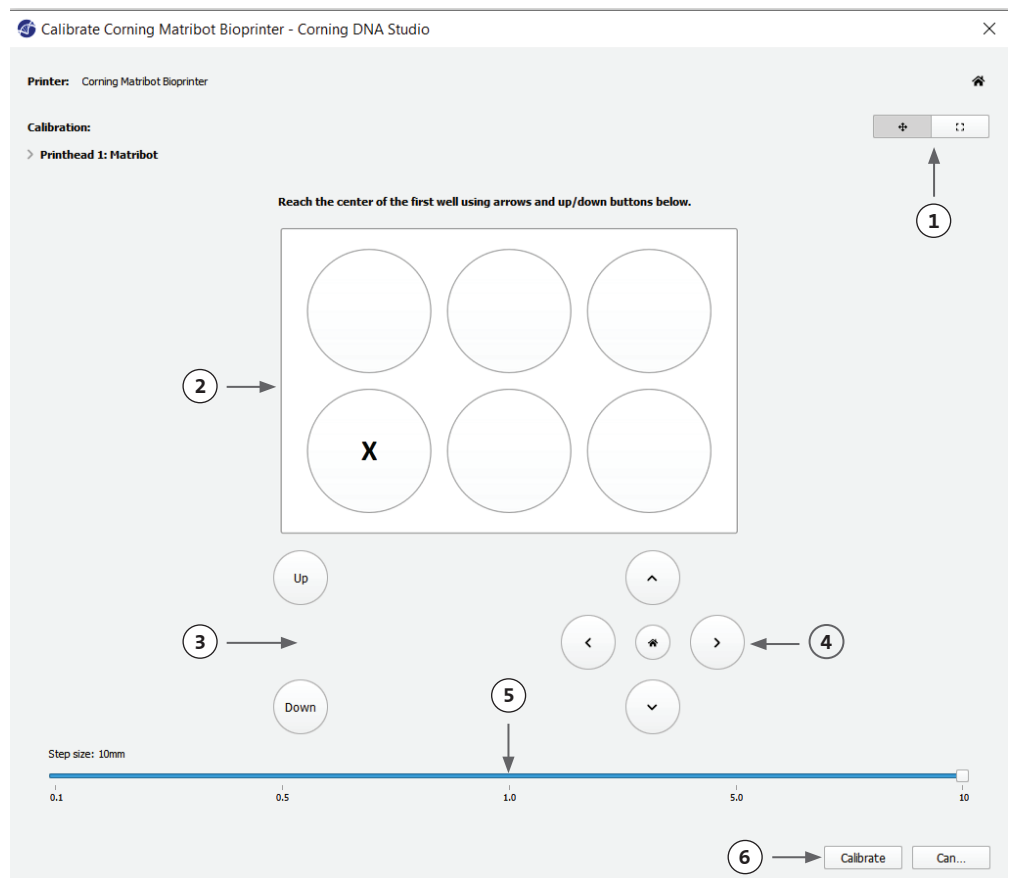 Calibrate Corning Matribot Bioprinter - Corning DNA Studio
Printer: Corning Matribot Bioprinter
Calibration:
Printhead 1: Matribot
1
Reach the center of the first well using arrows and up/down buttons below.
2
X
Up
3
4
Down
5
Step size: 10mm
0.1 0.5 1.0 5.0 10
6 Calibrate Can...